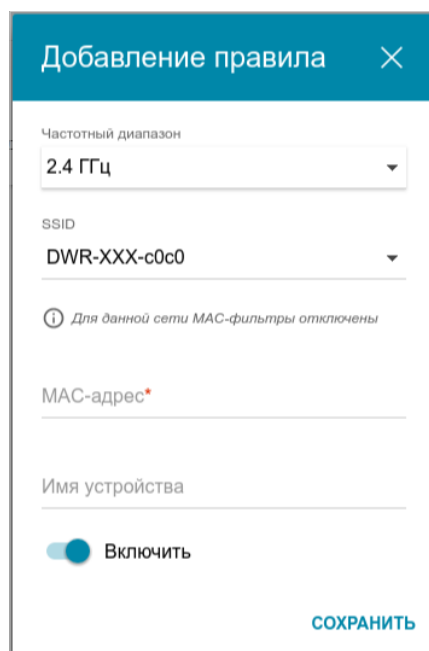 Добавление правила
Частотный диапазон
2.4 ГГц
SSID
DWR-XXX-c0c0
Для данной сети MAC-фильтры отключены
MAC-адрес*
Имя устройства
Включить
СОХРАНИТЬ